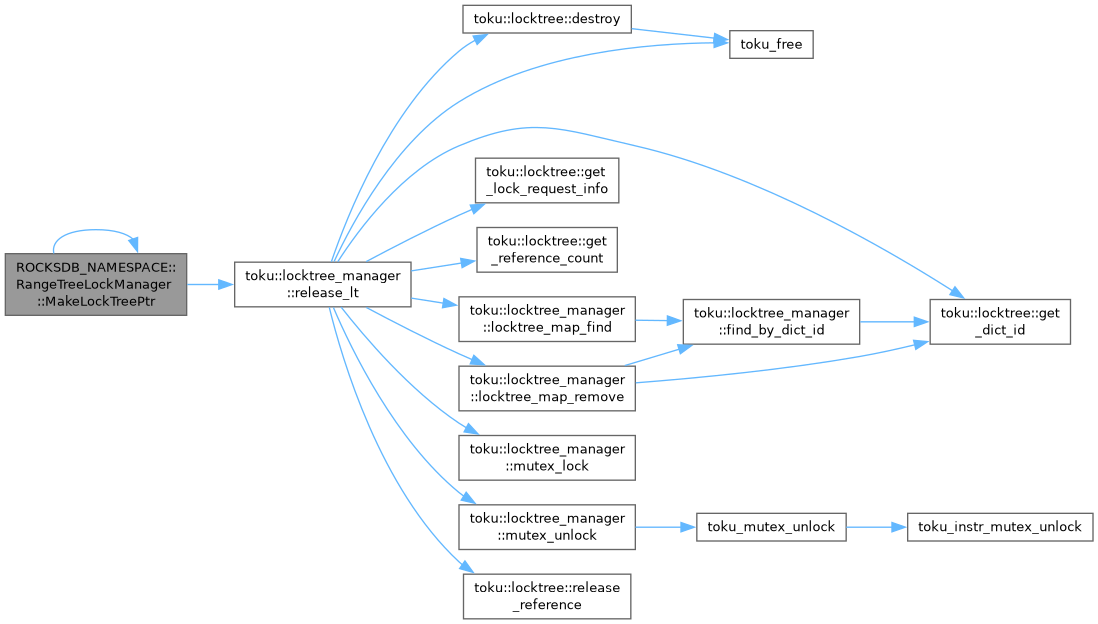 ROCKSDB_NAMESPACE::
RangeTreeLockManager
::MakeLockTreePtr
toku::locktree_manager
::release_lt
toku::locktree::destroy
toku_free
toku::locktree::get
_lock_request_info
toku::locktree::get
_reference_count
toku::locktree_manager
::locktree_map_find
toku::locktree_manager
::find_by_dict_id
toku::locktree::get
_dict_id
toku::locktree_manager
::locktree_map_remove
toku::locktree_manager
::mutex_lock
toku::locktree_manager
::mutex_unlock
toku_mutex_unlock
toku_instr_mutex_unlock
toku::locktree::release
_reference